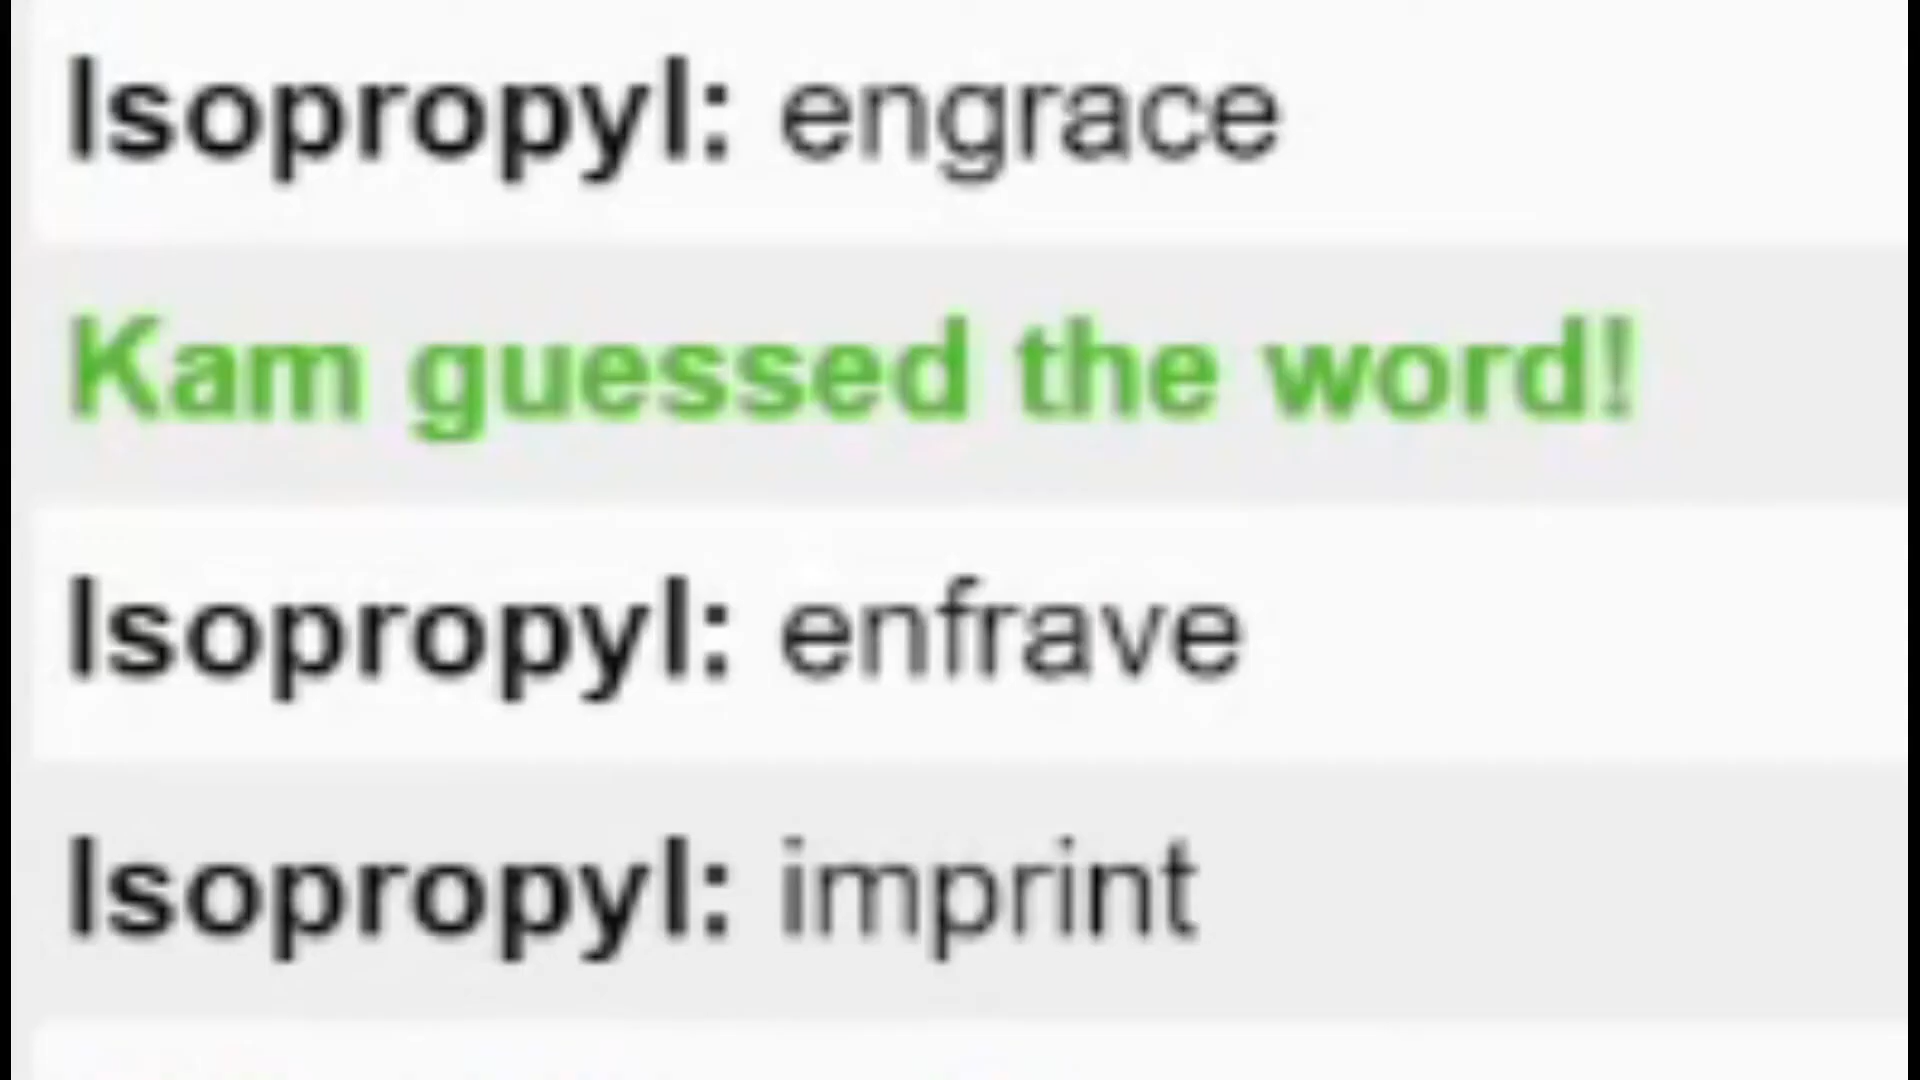 Isopropyl: engrace
Kam guessed the word!
Isopropyl: enfrave
Isopropyl: imprint